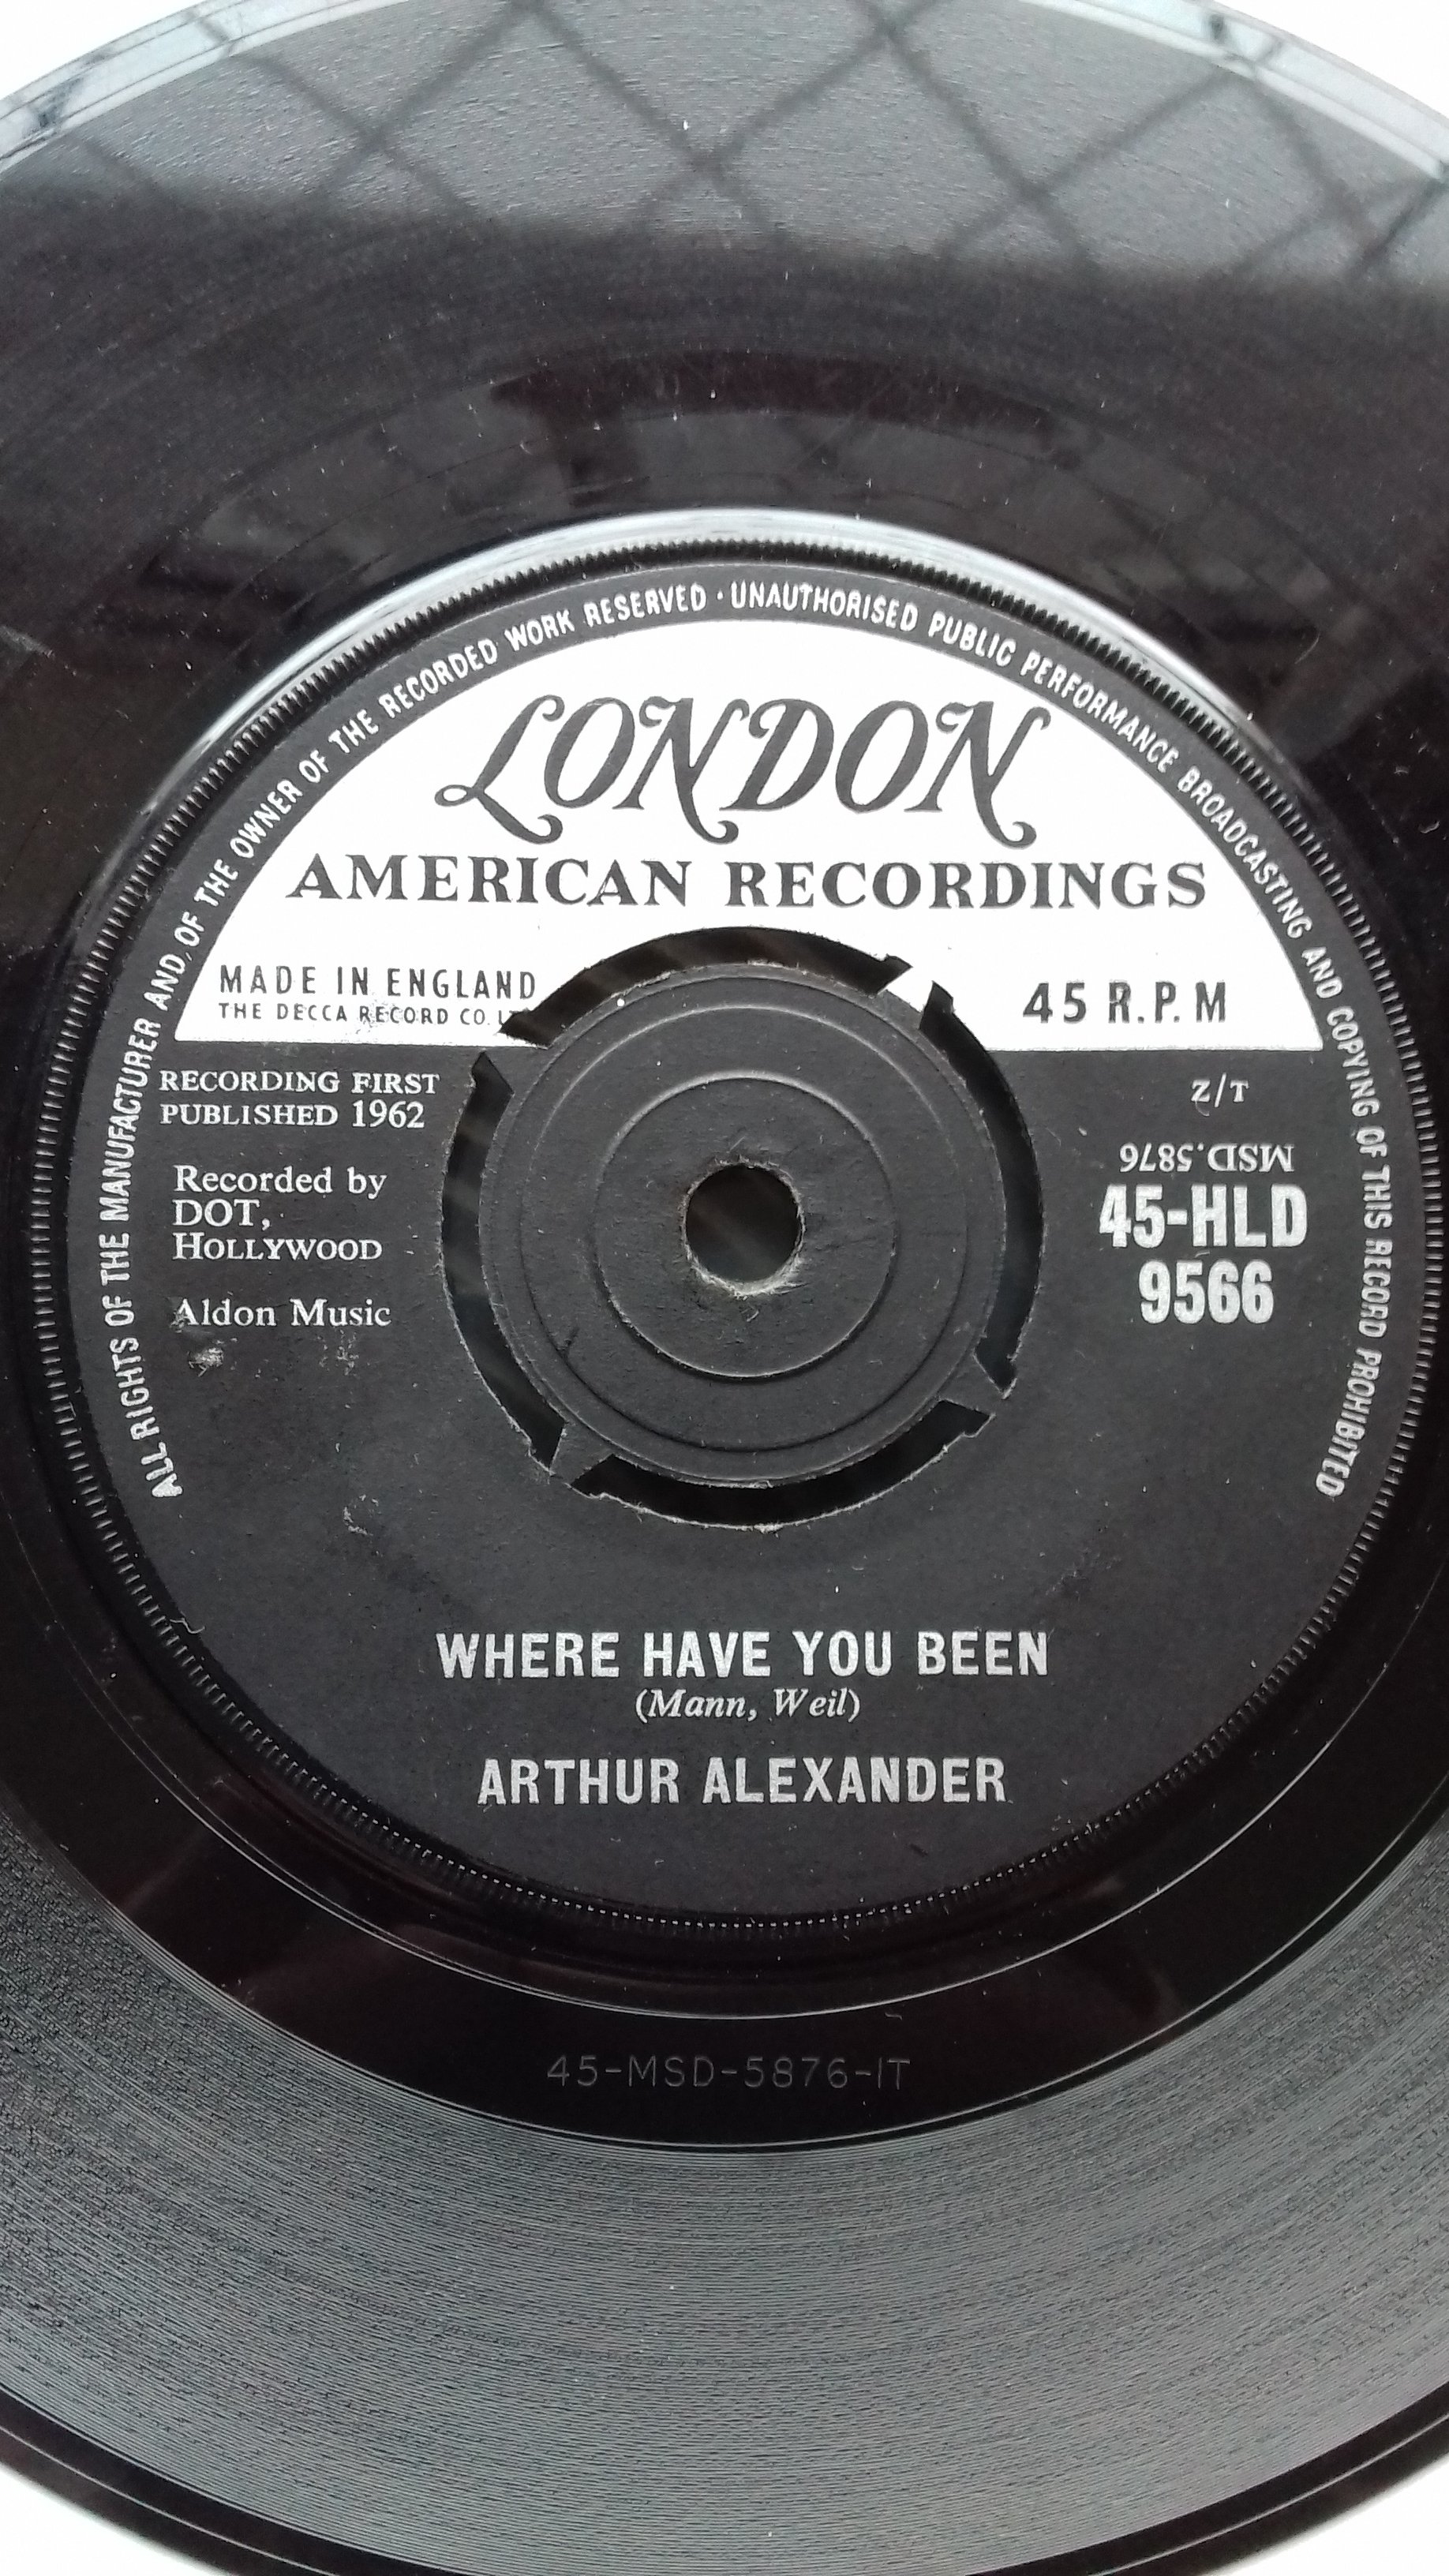 ALL RIGHTS OF THE MANUFACTURER AND OF THE OWNER OF THE RECORDED WORK RESERVED · UNAUTHORISED PUBLIC PERFORMANCE BROADCASTING AND COPYING OF THIS RECORD PROHIBITED
LONDON
AMERICAN RECORDINGS
MADE IN ENGLAND
THE DECCA RECORD CO.
45 R.P.M
RECORDING FIRST
PUBLISHED 1962
Recorded by
DOT,
HOLLYWOOD
Aldon Music
T/Z
MSD.5876
45-HLD
9566
WHERE HAVE YOU BEEN
(Mann, Weil)
ARTHUR ALEXANDER
45-MSD-5876-1T